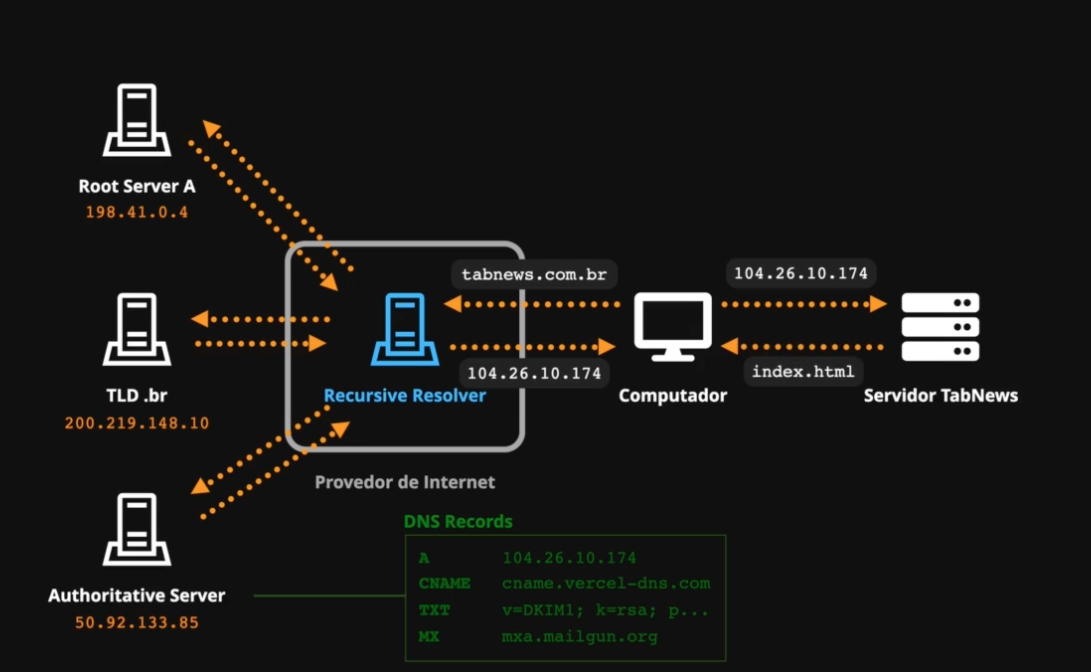 Root Server A
198.41.0.4
TLD .br
200.219.148.10
Authoritative Server
50.92.133.85
Recursive Resolver
Provedor de Internet
tabnews.com.br
104.26.10.174
Computador
104.26.10.174
index.html
Servidor TabNews
DNS Records
A 104.26.10.174
CNAME cname.vercel-dns.com
TXT v=DKIM1; k=rsa; p...
MX mxa.mailgun.org